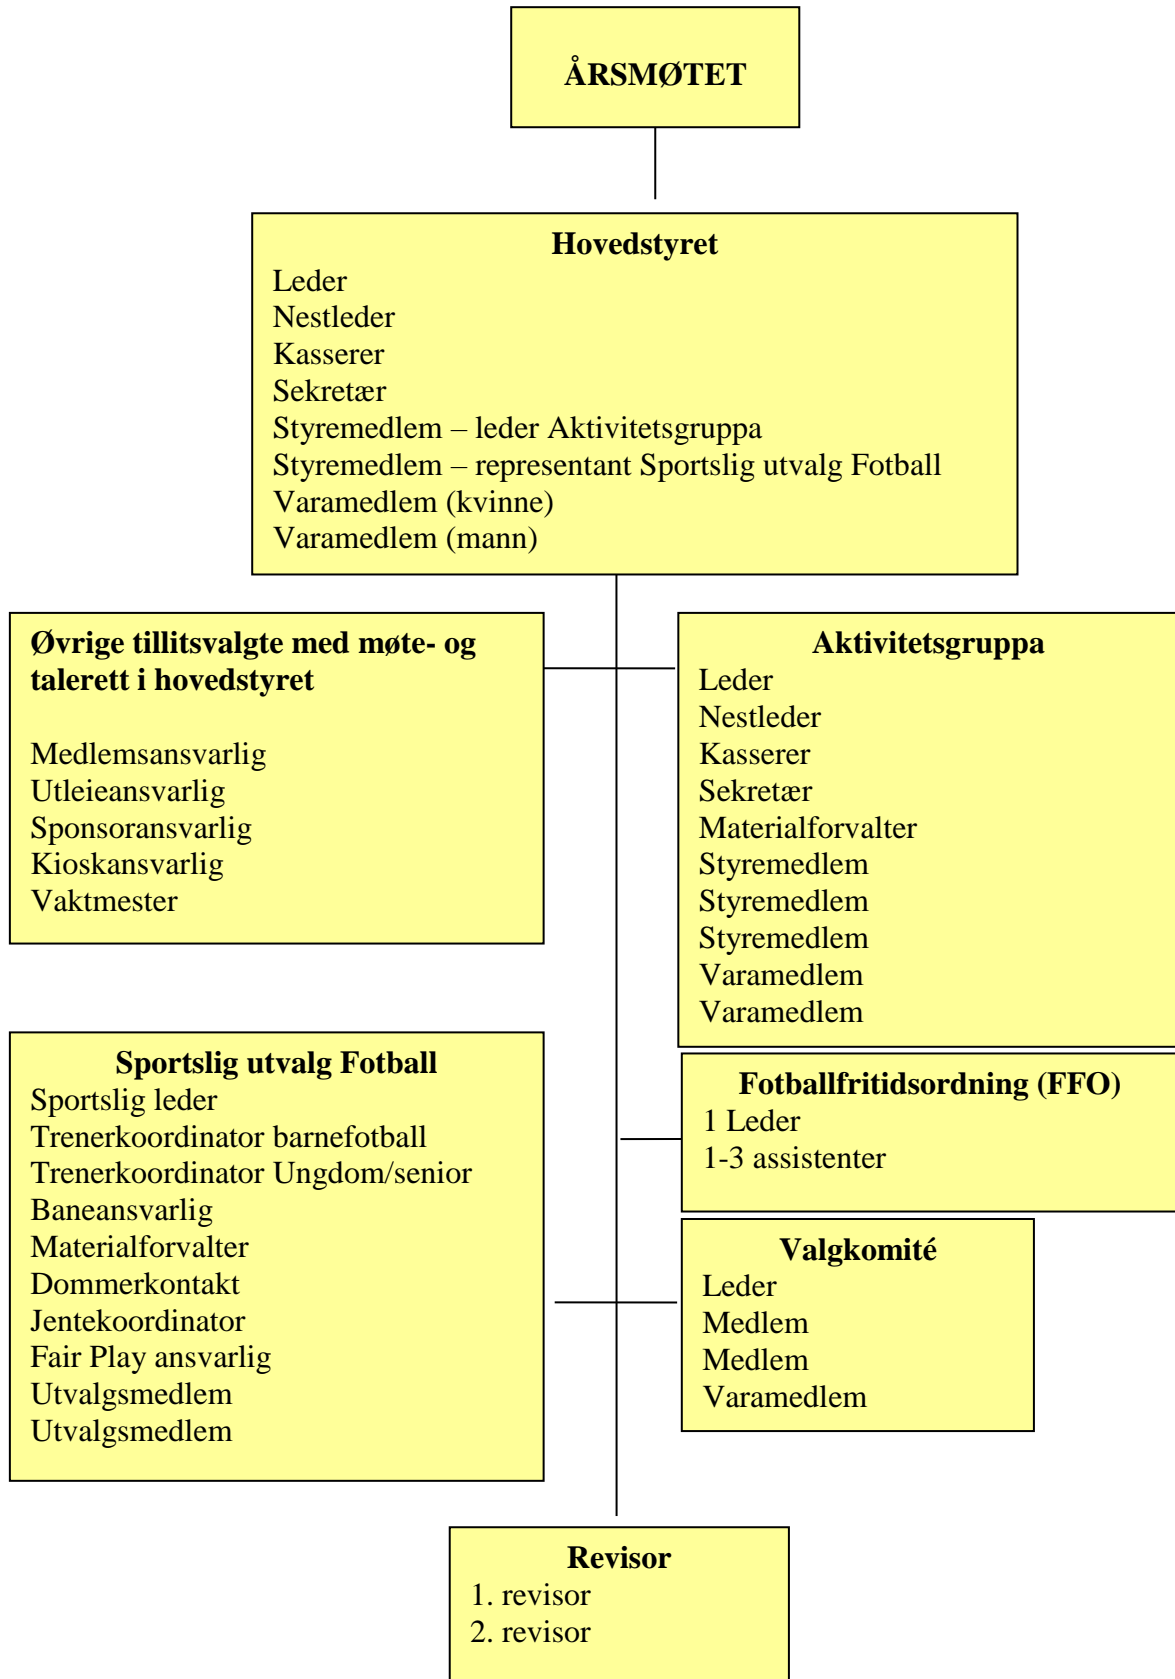 ÅRSMØTET
Hovedstyret
Leder
Nestleder
Kasserer
Sekretær
Styremedlem – leder Aktivitetsgruppa
Styremedlem – representant Sportslig utvalg Fotball
Varamedlem (kvinne)
Varamedlem (mann)
Øvrige tillitsvalgte med møte- og
talerett i hovedstyret
Medlemsansvarlig
Utleieansvarlig
Sponsoransvarlig
Kioskansvarlig
Vaktmester
Aktivitetsgruppa
Leder
Nestleder
Kasserer
Sekretær
Materialforvalter
Styremedlem
Styremedlem
Styremedlem
Varamedlem
Varamedlem
Sportslig utvalg Fotball
Sportslig leder
Trenerkoordinator barnefotball
Trenerkoordinator Ungdom/senior
Baneansvarlig
Materialforvalter
Dommerkontakt
Jentekoordinator
Fair Play ansvarlig
Utvalgsmedlem
Utvalgsmedlem
Fotballfritidsordning (FFO)
1 Leder
1-3 assistenter
Valgkomité
Leder
Medlem
Medlem
Varamedlem
Revisor
1. revisor
2. revisor